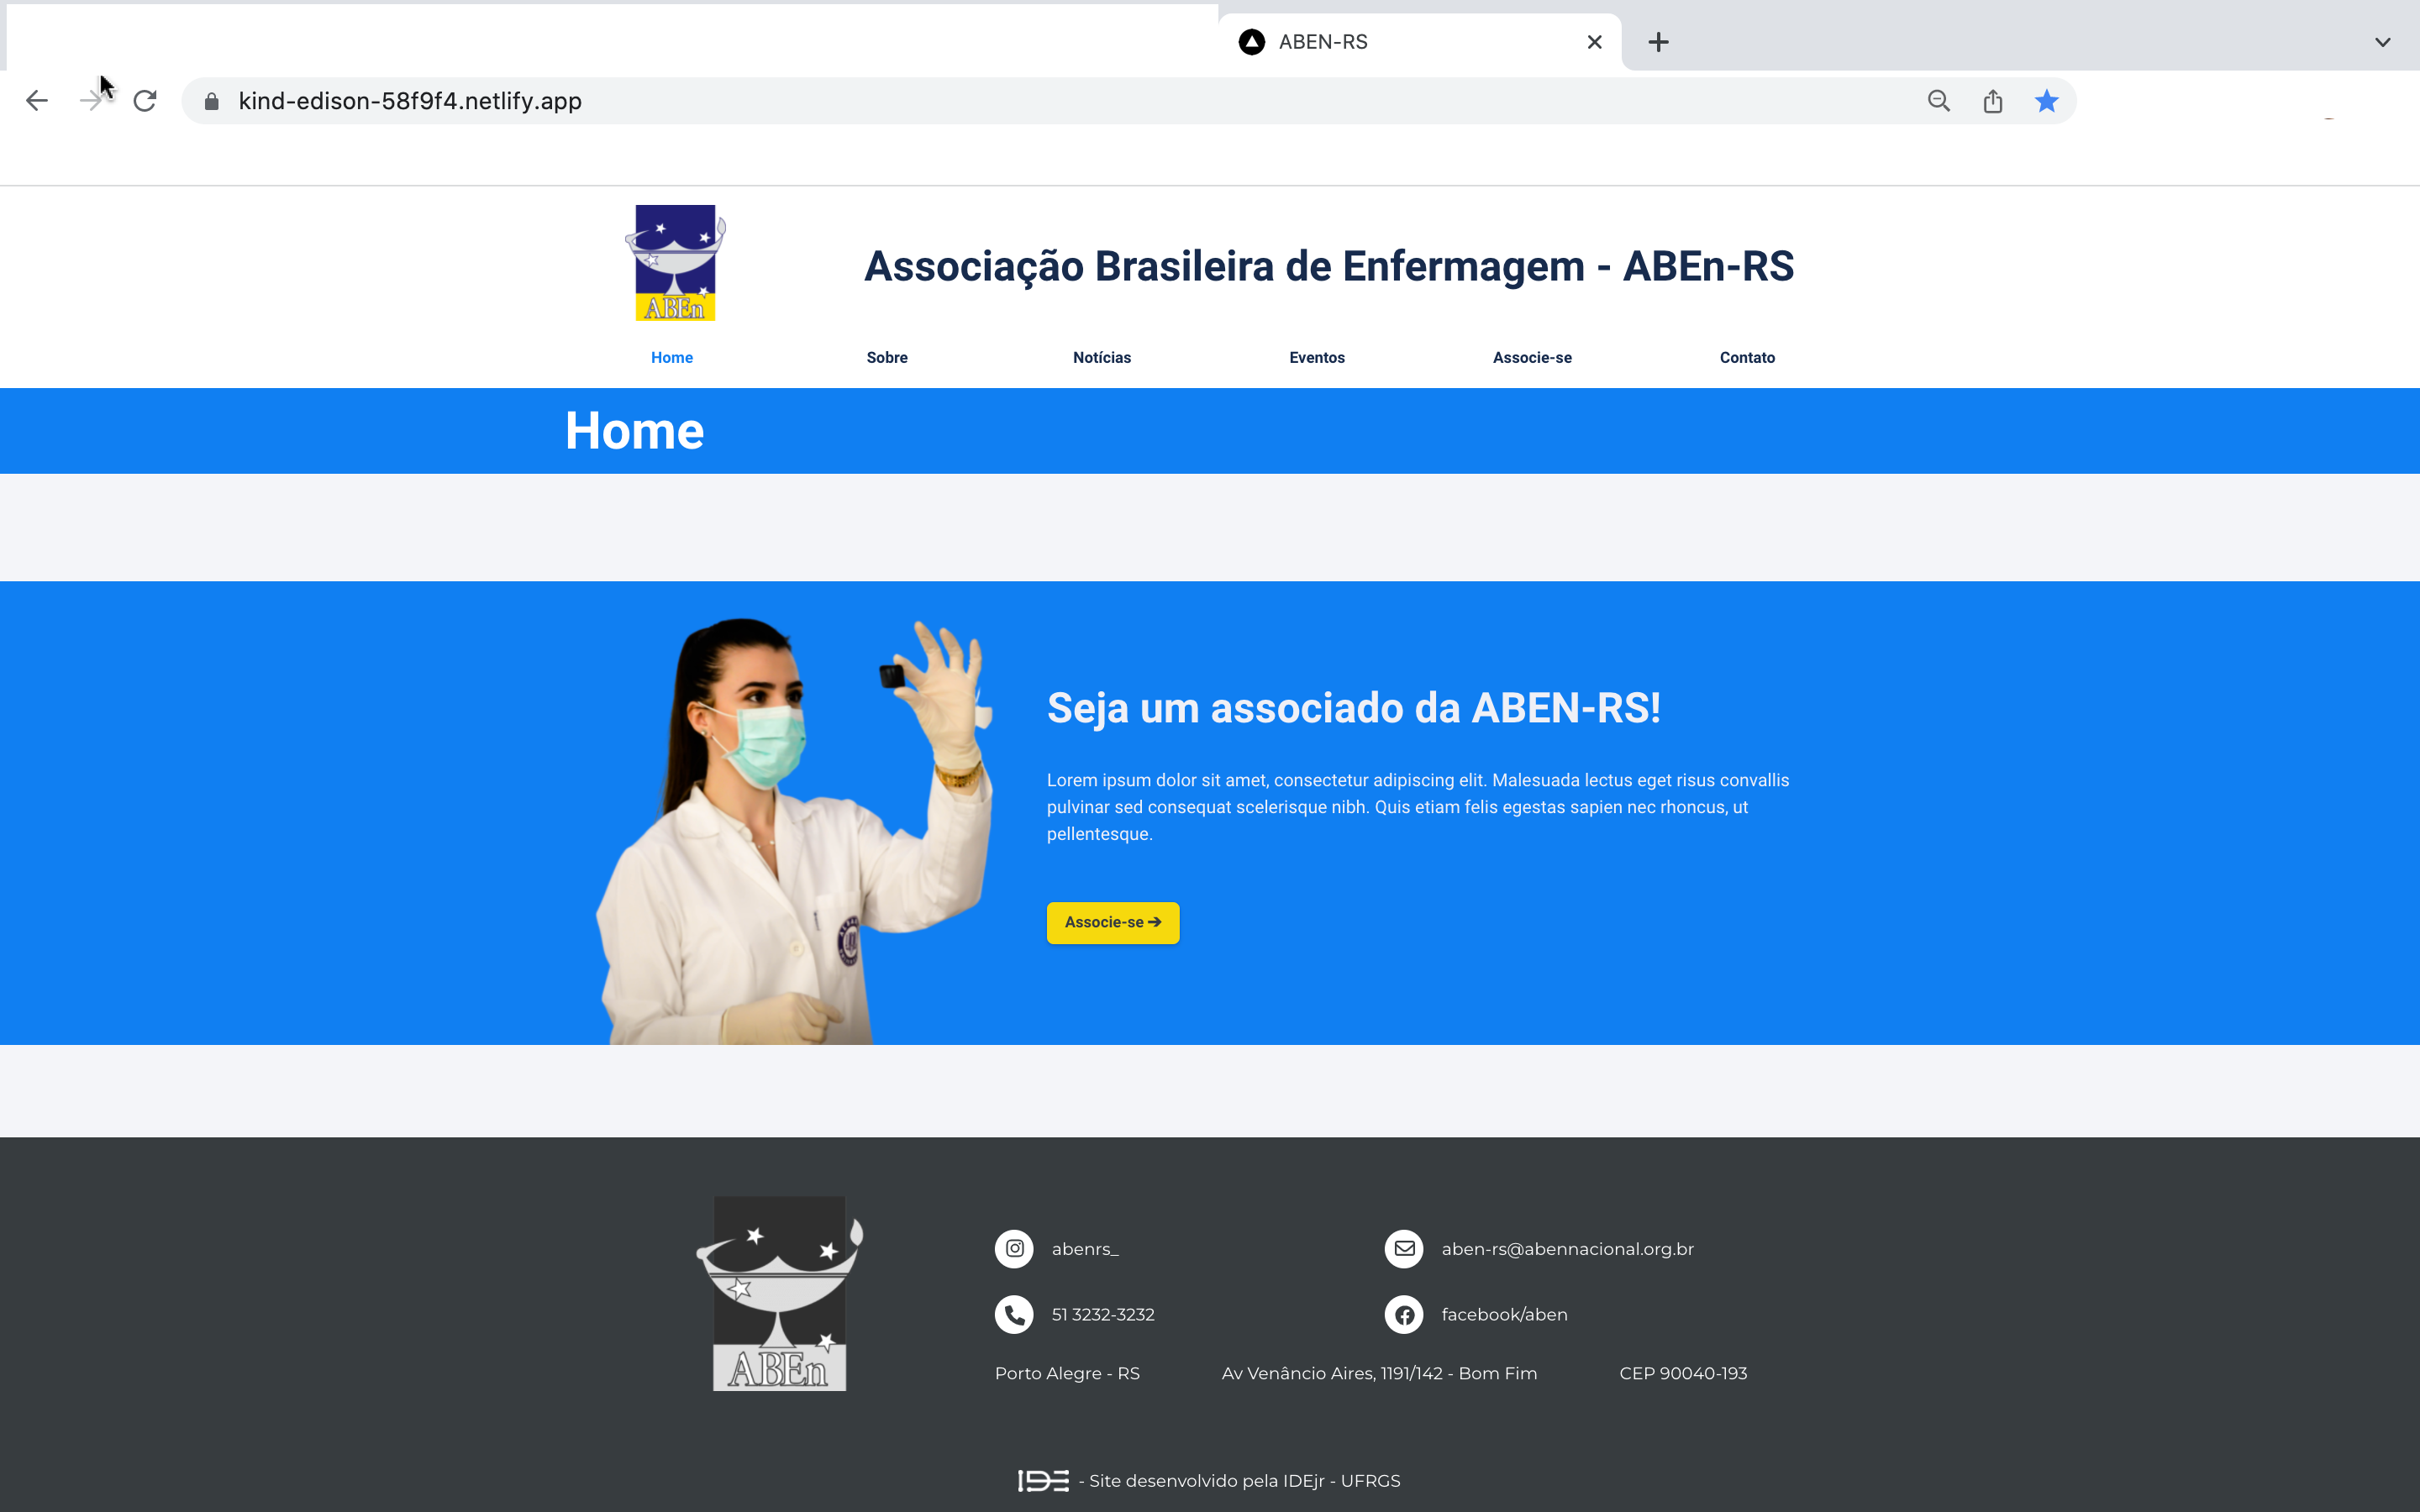 ABEN-RS
kind-edison-58f9f4.netlify.app
ABEn
Associação Brasileira de Enfermagem - ABEn-RS
Home Sobre Notícias Eventos Associe-se Contato
Home
Seja um associado da ABEN-RS!
Lorem ipsum dolor sit amet, consectetur adipiscing elit. Malesuada lectus eget risus convallis
pulvinar sed consequat scelerisque nibh. Quis etiam felis egestas sapien nec rhoncus, ut
pellentesque.
Associe-se ➔
ABEn
abenrs_ aben-rs@abennacional.org.br
51 3232-3232 facebook/aben
Porto Alegre - RS Av Venâncio Aires, 1191/142 - Bom Fim CEP 90040-193
IDE - Site desenvolvido pela IDEjr - UFRGS